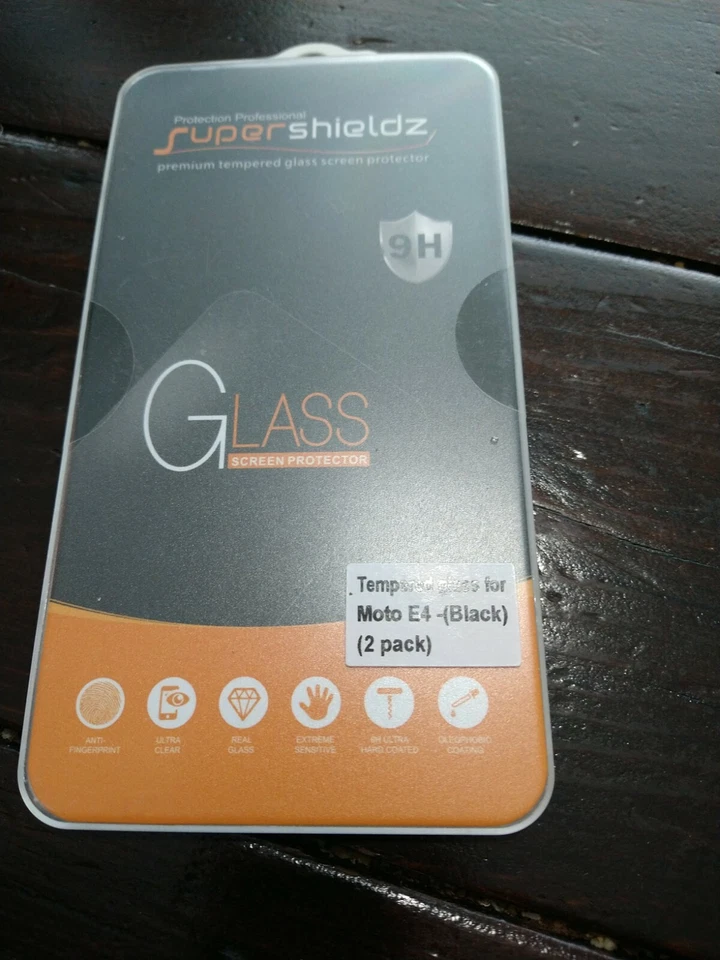 Protection Professional
supershieldz
premium tempered glass screen protector
9H
GLASS
SCREEN PROTECTOR
Tempered glass for
Moto E4 -(Black)
(2 pack)
ANTI-
FINGERPRINT
ULTRA
CLEAR
REAL
GLASS
EXTREME
SENSITIVE
9H ULTRA
HARD COATED
OLEOPHOBIC
COATING